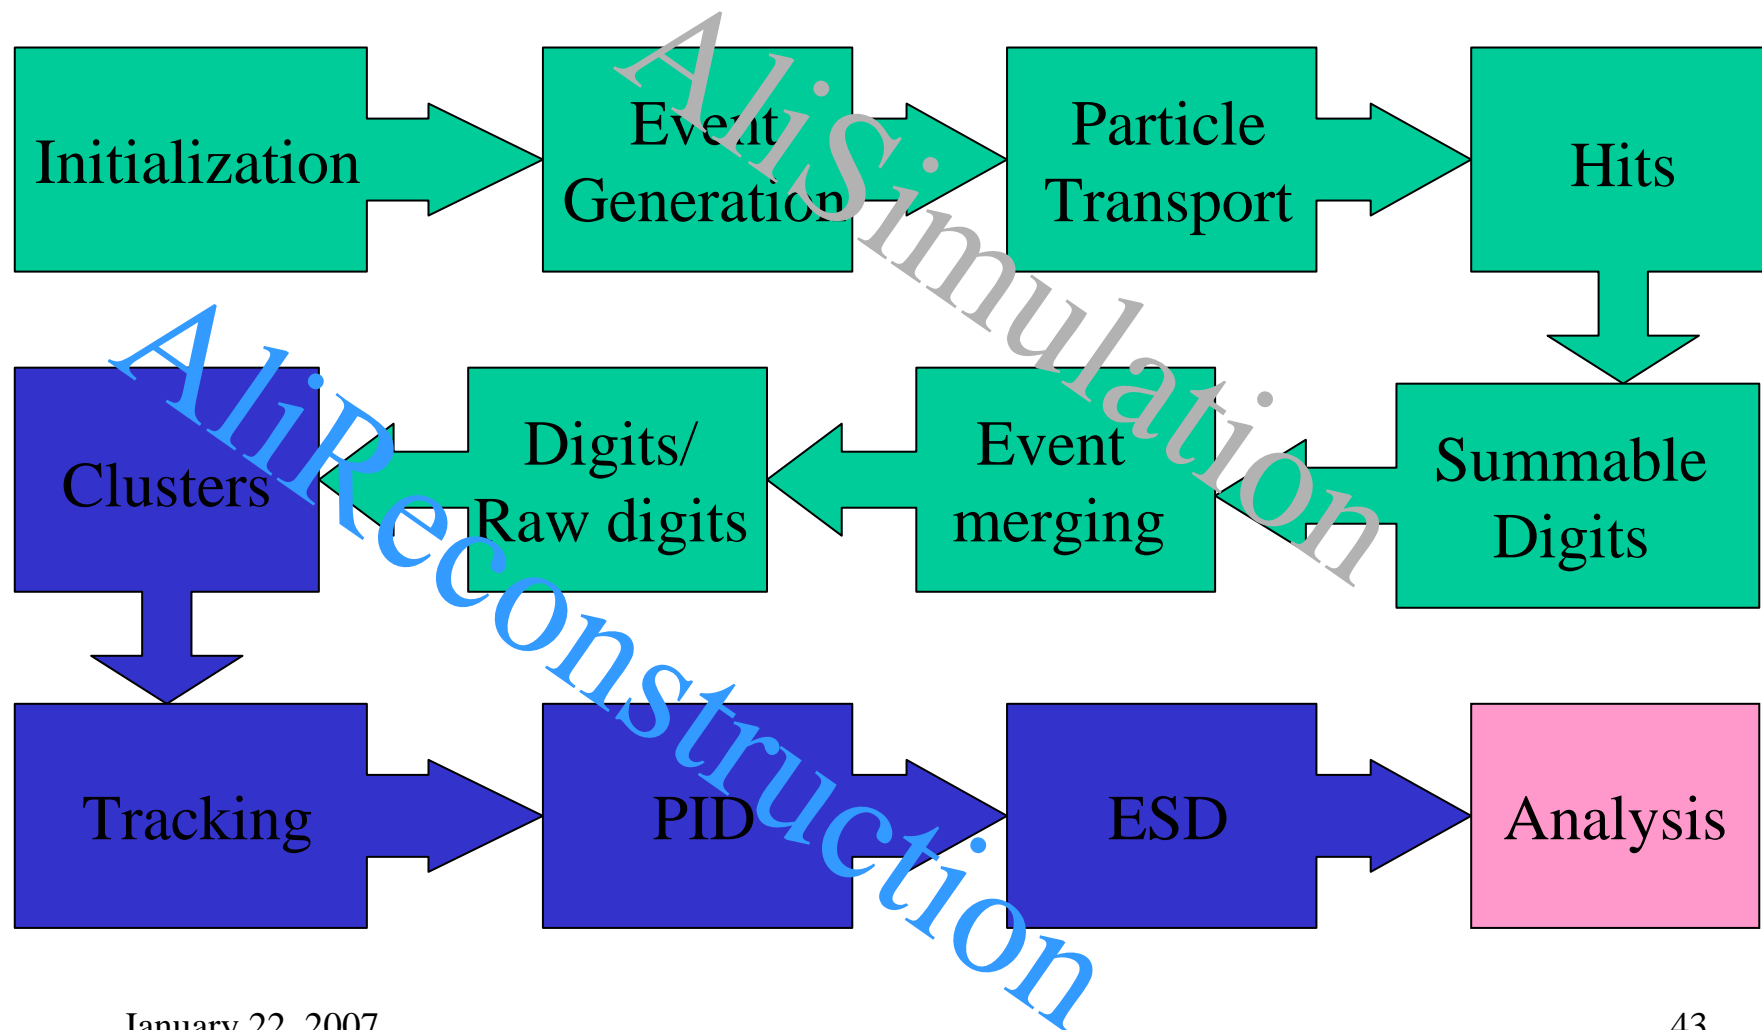 Initialization
Event
Generation
Particle
Transport
Hits
AliSimulation
Clusters
Digits/
Raw digits
Event
merging
Summable
Digits
AliReconstruction
Tracking
PID
ESD
Analysis
January 22, 2007
43